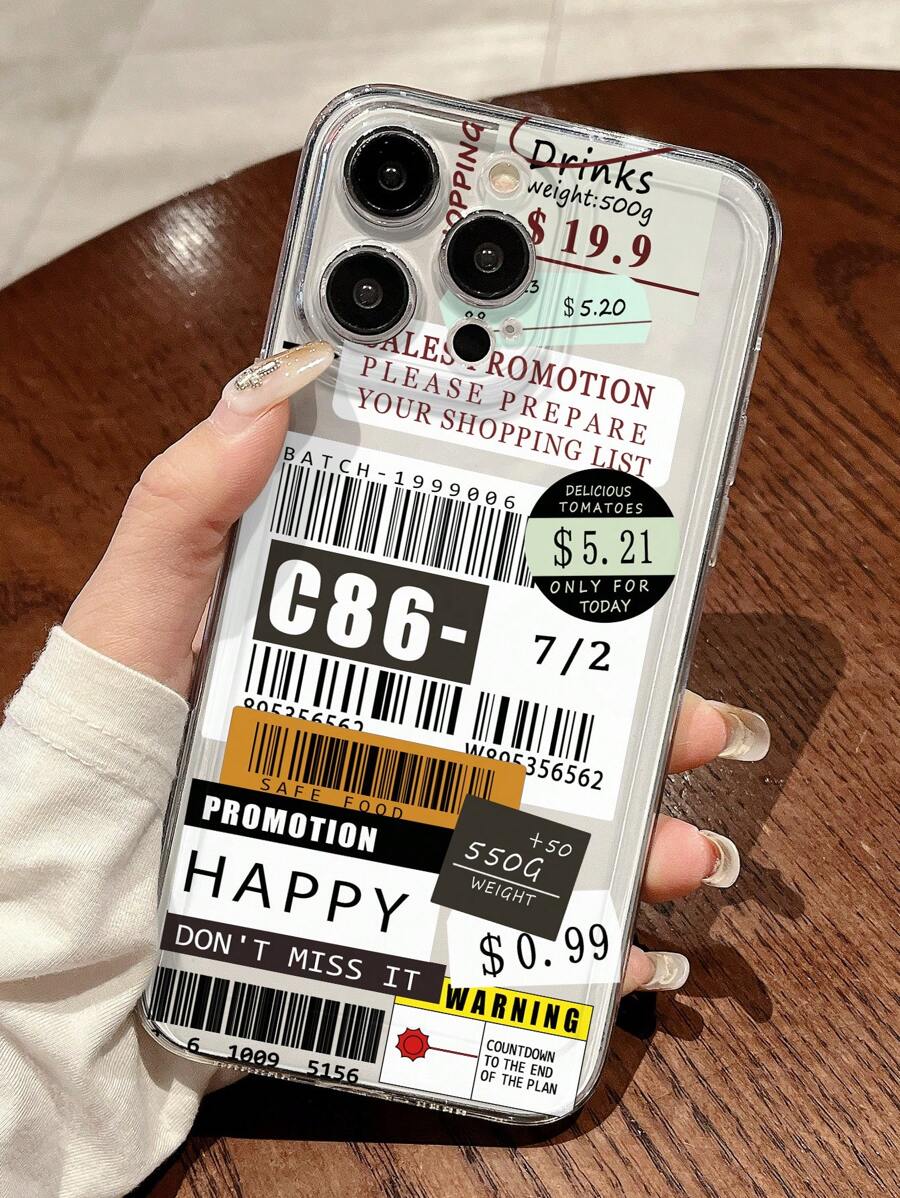 Drinks
weight:500g
$ 19.9
$5.20
PROMOTION
PLEASE PREPARE
YOUR SHOPPING LIST
BATCH-1999006
DELICIOUS
TOMATOES
$5.21
ONLY FOR
TODAY
C86-
7/2
895356562
W895356562
SAFE FOOD
PROMOTION
HAPPY
DON'T MISS IT
+50
550G
WEIGHT
$0.99
WARNING
COUNTDOWN
TO THE END
OF THE PLAN
6 1009 5156